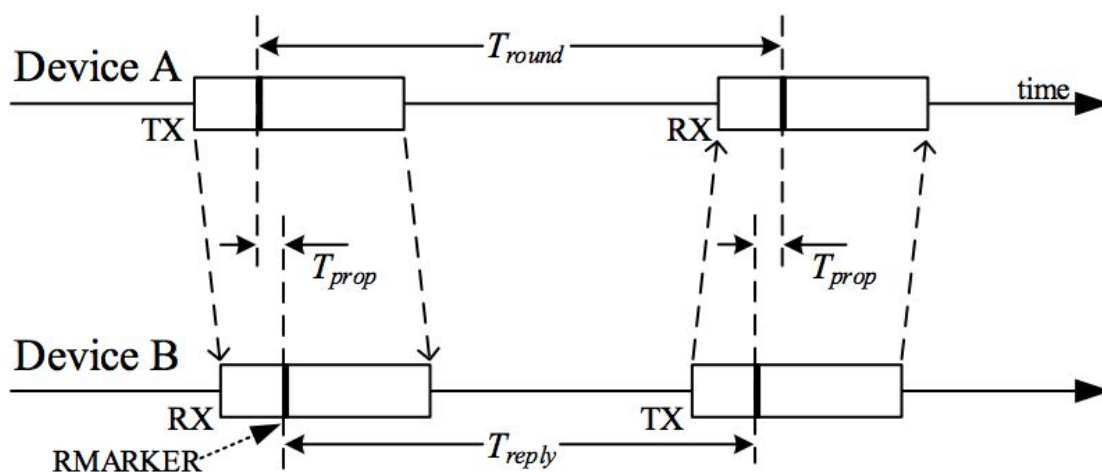 T_round
Device A
time
TX
RX
T_prop
T_prop
Device B
RX
TX
T_reply
RMARKER